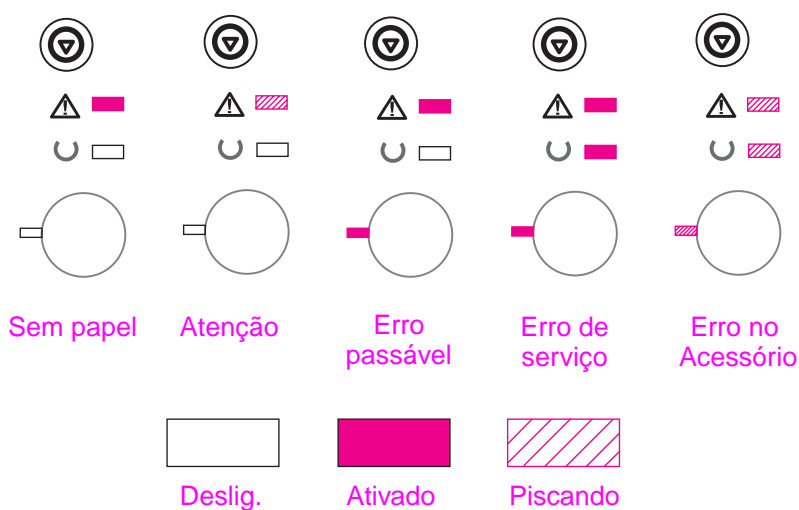 Sem papel
Atenção
Erro
passável
Erro de
serviço
Erro no
Acessório
Deslig.
Ativado
Piscando